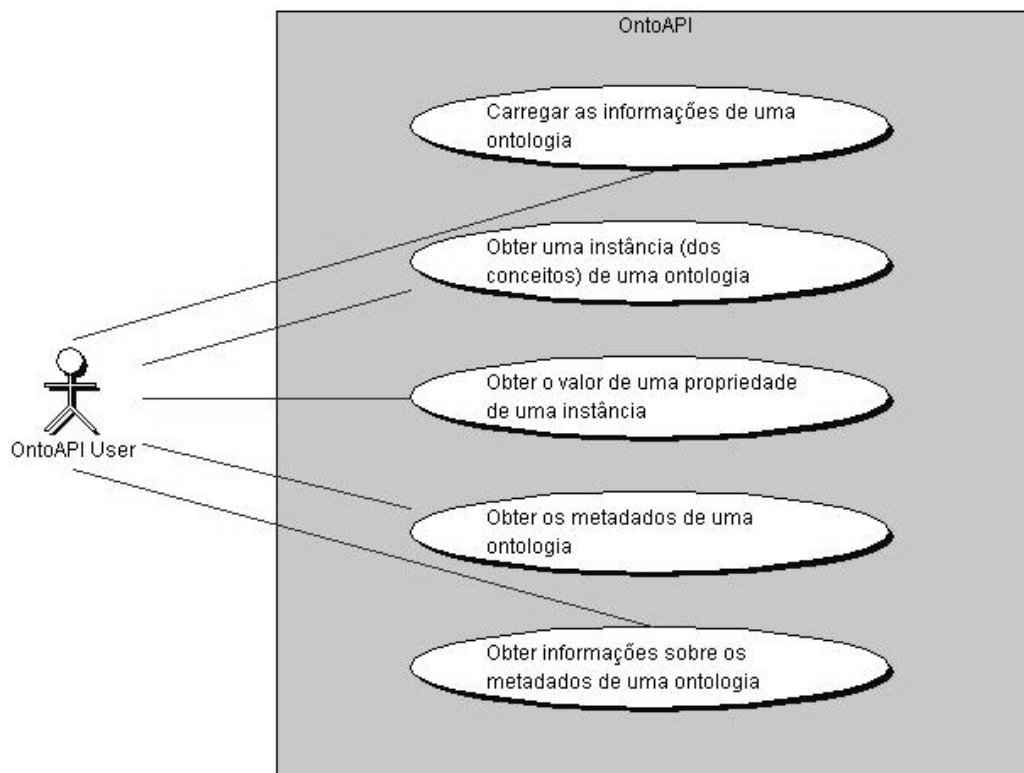 OntoAPI
Carregar as informações de uma
ontologia
Obter uma instância (dos
conceitos) de uma ontologia
Obter o valor de uma propriedade
de uma instância
OntoAPI User
Obter os metadados de uma
ontologia
Obter informações sobre os
metadados de uma ontologia